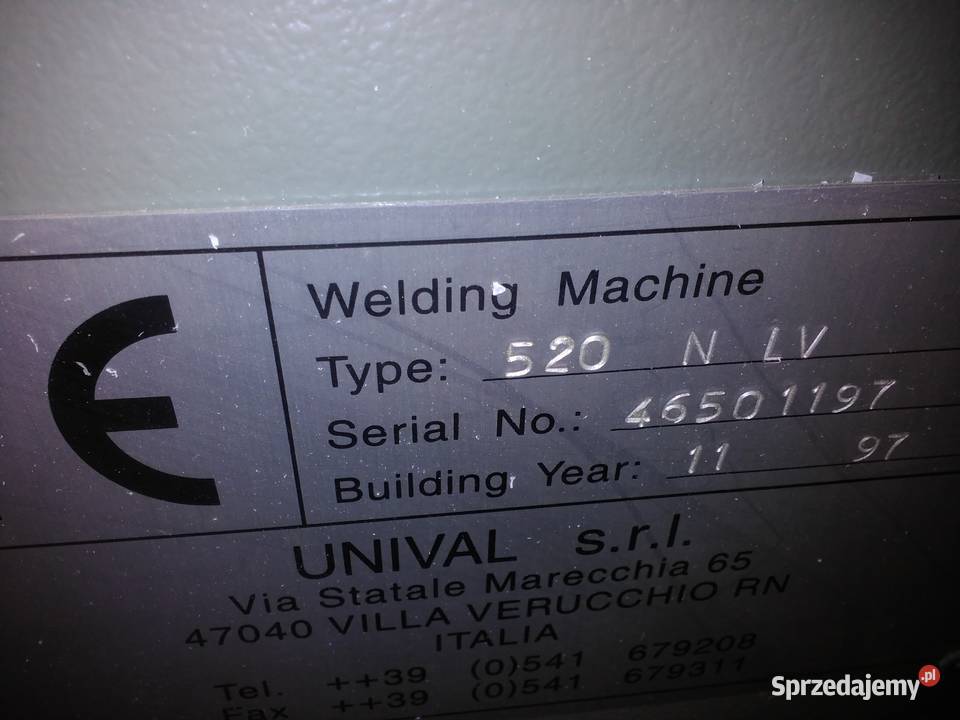 CE
Welding Machine
Type: 520 N LV
Serial No.: 46501197
Building Year: 11 97
UNIVAL s.r.l.
Via Statale Marecchia 65
47040 VILLA VERUCCHIO RN
ITALIA
Tel. ++39 (0)541 679208
Fax ++39 (0)541 679311
Sprzedajemy.pl